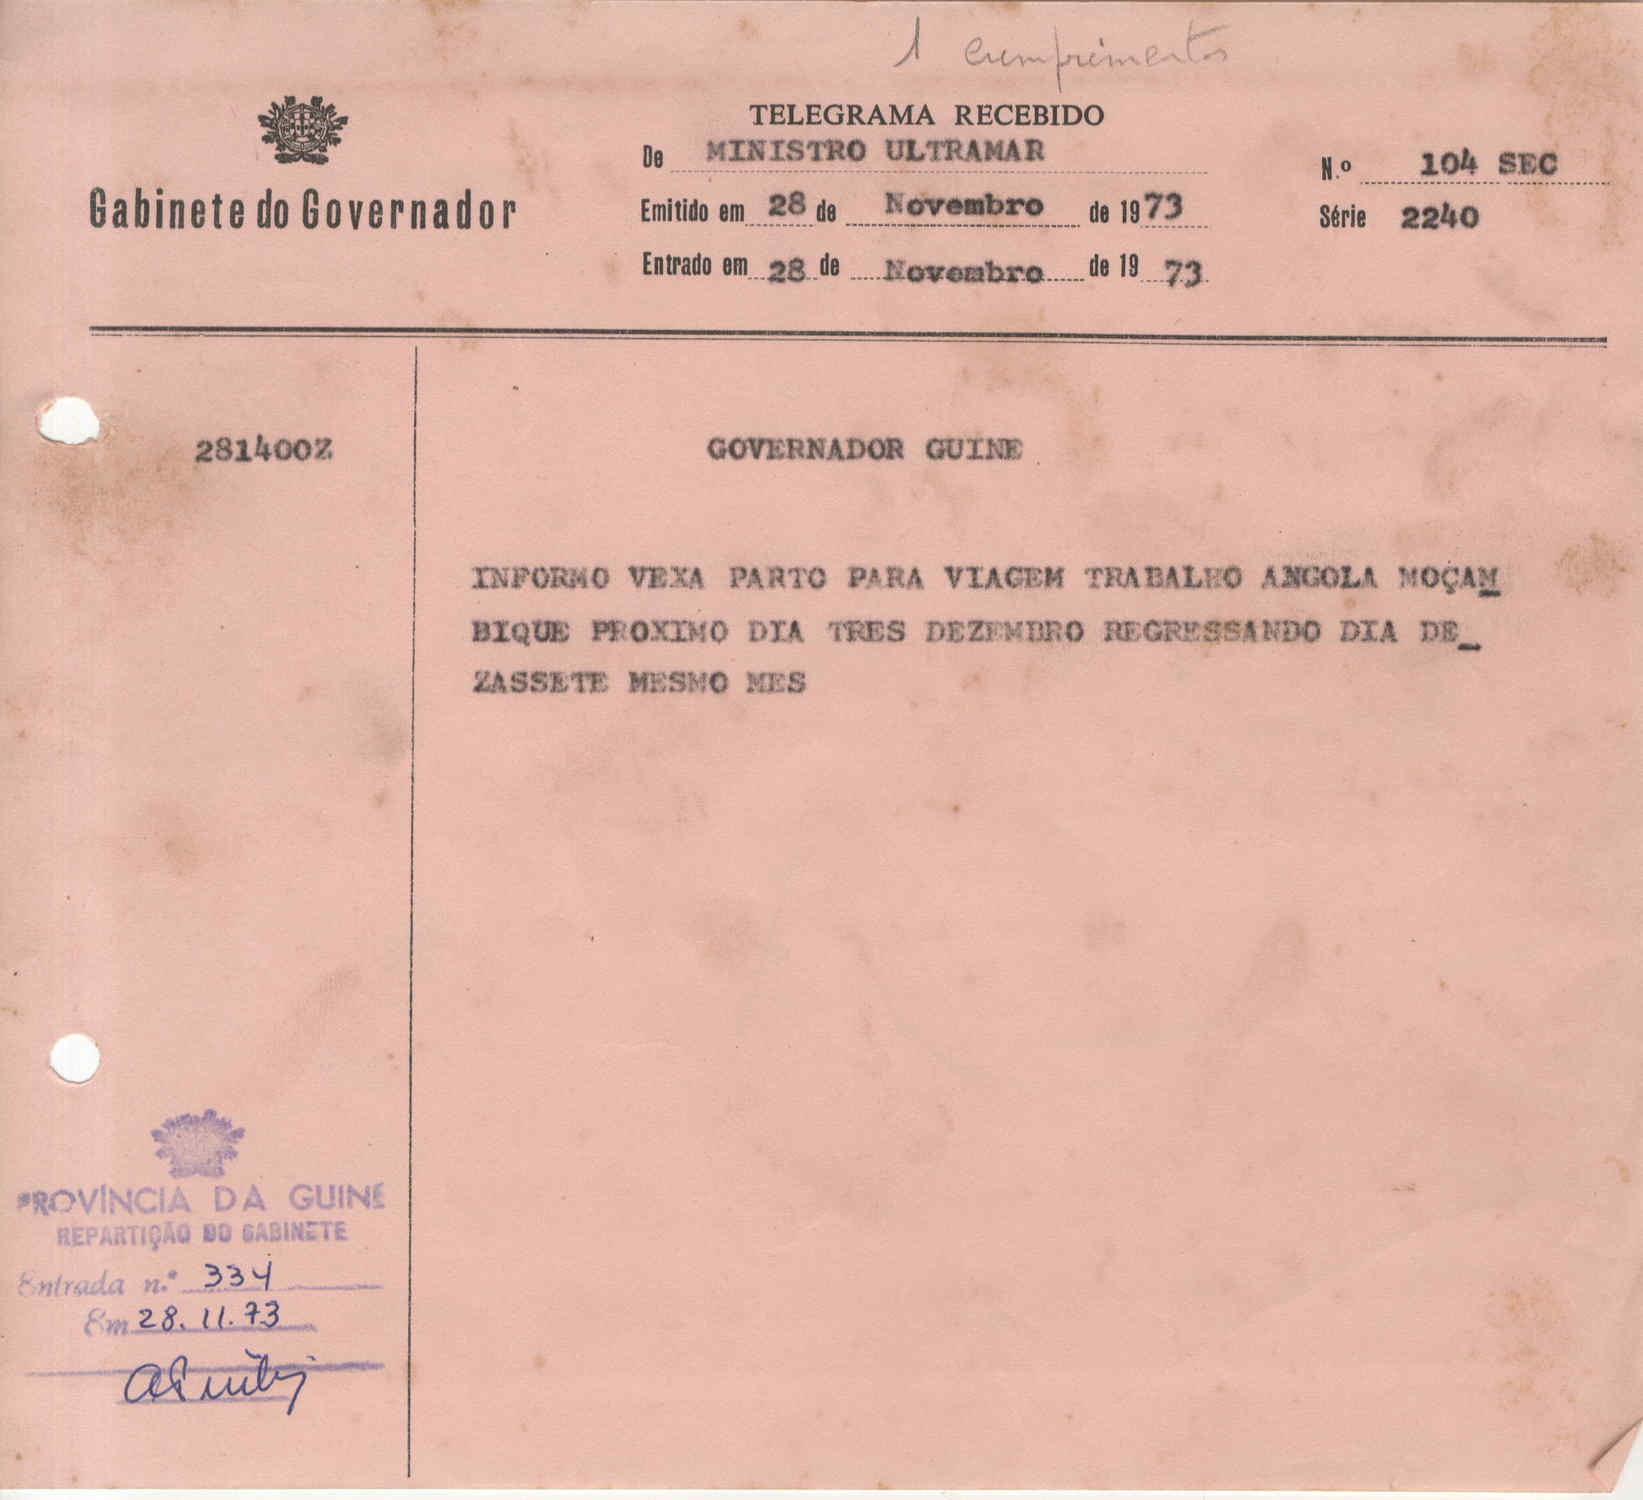 1 cumprimentos
TELEGRAMA RECEBIDO
De MINISTRO ULTRAMAR
N.º 104 SEC
Gabinete do Governador
Emitido em 28 de Novembro de 1973
Série 2240
Entrado em 28 de Novembro de 1973
281400Z
GOVERNADOR GUINE
INFORMO VEXA PARTO PARA VIAGEM TRABALHO ANGOLA MOÇAM
BIQUE PROXIMO DIA TRES DEZEMBRO REGRESSANDO DIA DE_
ZASSETE MESMO MES
PROVÍNCIA DA GUINÉ
REPARTIÇÃO DO GABINETE
Entrada n.º 334
Em 28.11.73